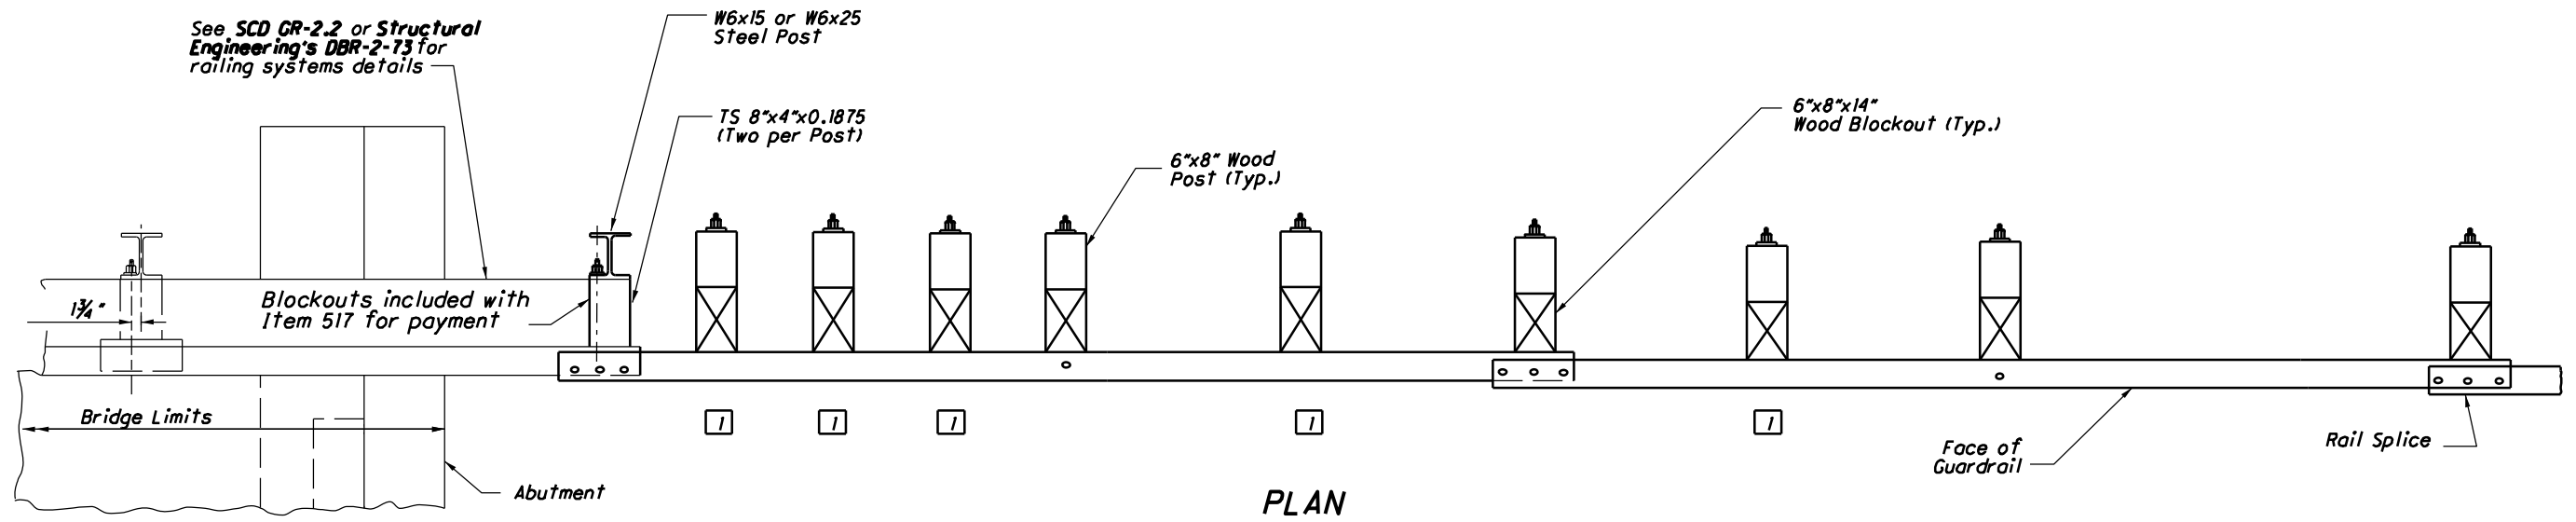 See SCD GR-2.2 or Structural
Engineering's DBR-2-73 for
railing systems details
W6x15 or W6x25
Steel Post
TS 8"x4"x0.1875
(Two per Post)
6"x8" Wood
Post (Typ.)
6"x8"x14"
Wood Blockout (Typ.)
Blockouts included with
Item 517 for payment
1¾"
Bridge Limits
Abutment
1
1
1
1
1
Face of
Guardrail
Rail Splice
PLAN